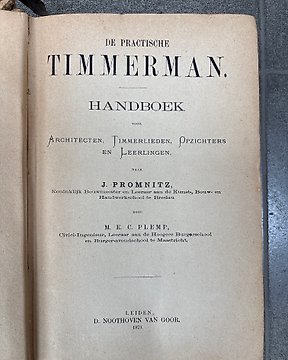 DE PRACTISCHE
TIMMERMAN.
HANDBOEK
VOOR
ARCHITECTEN, TIMMERLIEDEN, OPZICHTERS
EN LEERLINGEN,
NAAR
J. PROMNITZ,
Koninklijk Bouwmeester en Leeraar aan de Kunst-, Bouw- en
Handwerkschool te Breslau
DOOR
M. E. C. PLEMP,
Civiel-Ingenieur, Leeraar aan de Hoogere Burgerschool
en Burgeravondschool te Maastricht.
LEIDEN,
D. NOOTHOVEN VAN GOOR.